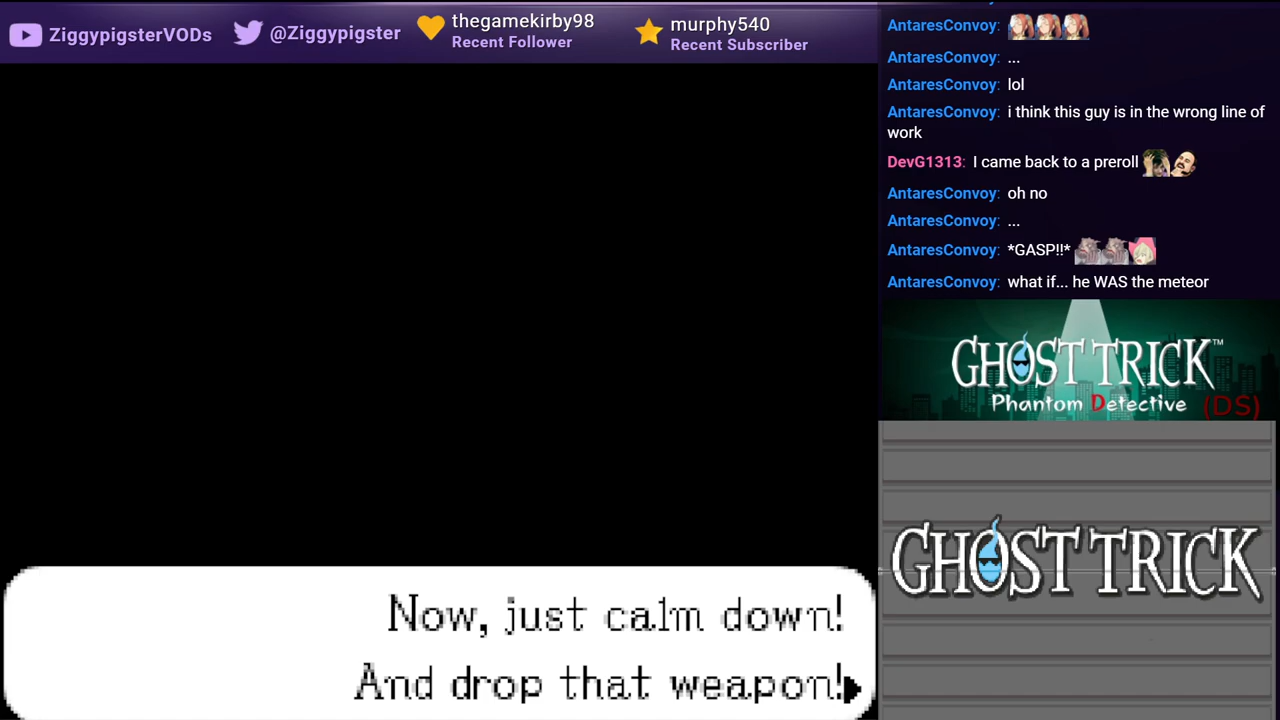 ZiggypigsterVODs
@Ziggypigster
thegamekirby98
Recent Follower
murphy540
Recent Subscriber
AntaresConvoy:
AntaresConvoy: ...
AntaresConvoy: lol
AntaresConvoy: i think this guy is in the wrong line of
work
DevG1313: I came back to a preroll
AntaresConvoy: oh no
AntaresConvoy: ...
AntaresConvoy: *GASP!!*
AntaresConvoy: what if... he WAS the meteor
GHOST TRICK™
Phantom Detective (DS)
GHOST TRICK
Now, just calm down!
And drop that weapon!